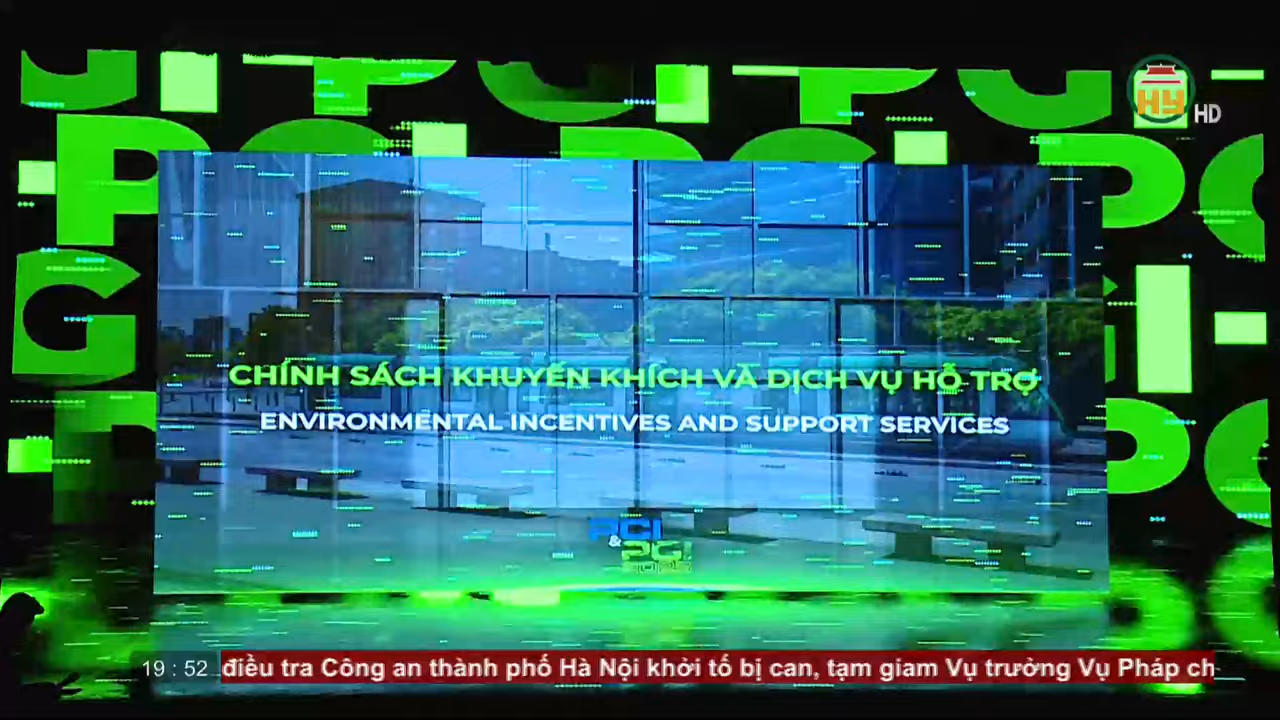 HY HD
CHÍNH SÁCH KHUYẾN KHÍCH VÀ DỊCH VỤ HỖ TRỢ
ENVIRONMENTAL INCENTIVES AND SUPPORT SERVICES
PCI
&
PGI
19 : 52 điều tra Công an thành phố Hà Nội khởi tố bị can, tạm giam Vụ trưởng Vụ Pháp ch